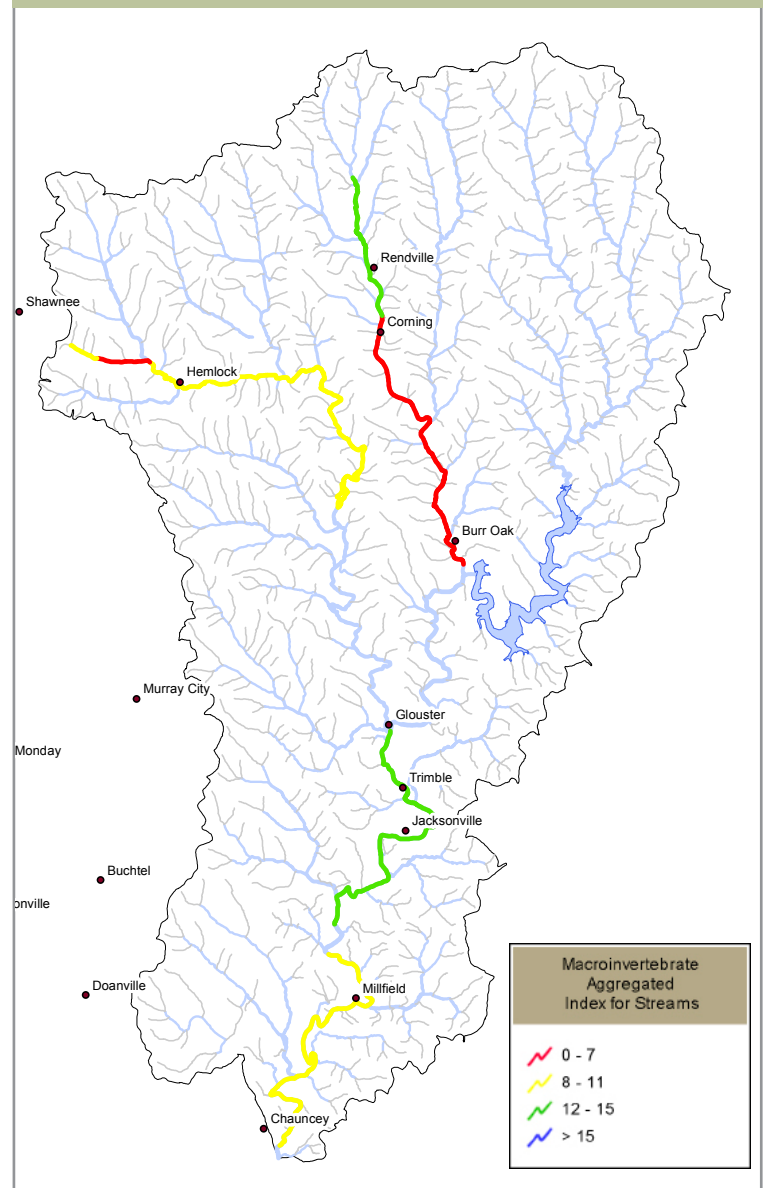 Rendville
Shawnee
Corning
Hemlock
Burr Oak
Murray City
Glouster
Monday
Trimble
Jacksonville
Buchtel
onville
Doanville
Millfield
Chauncey
Macroinvertebrate
Aggregated
Index for Streams
0 - 7
8 - 11
12 - 15
> 15